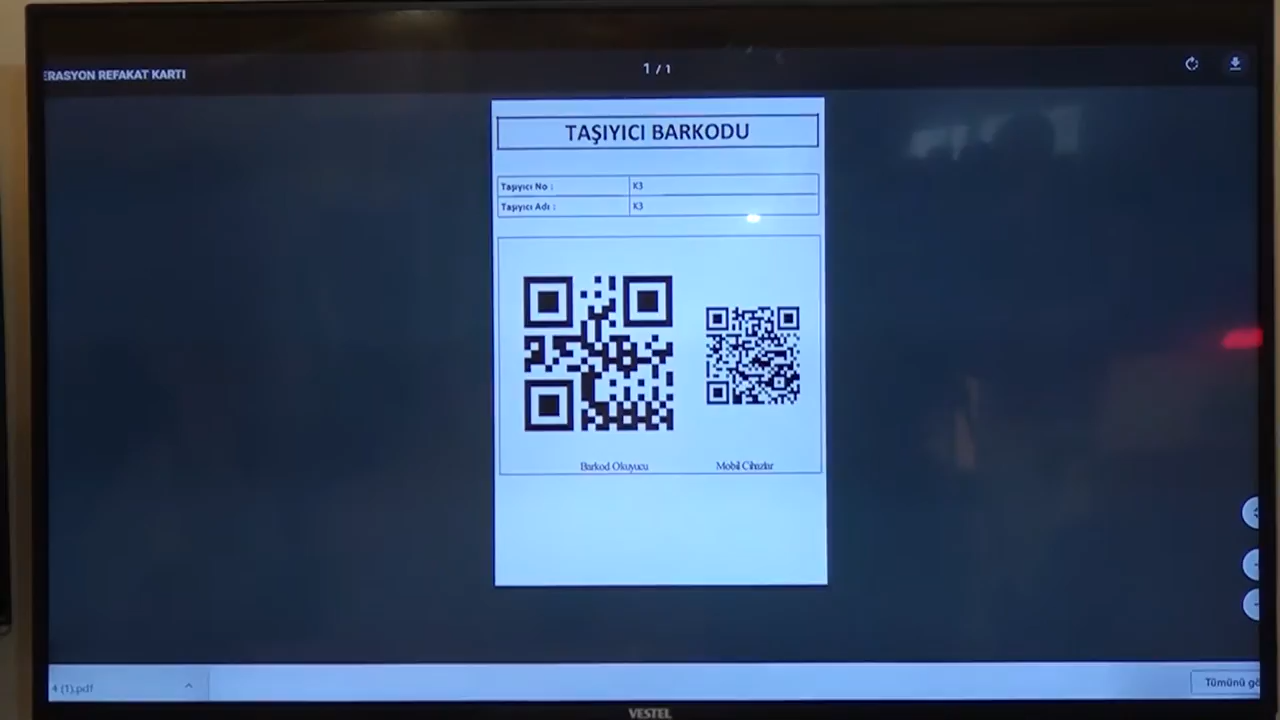 ERASYON REFAKAT KARTI
1 / 1
TAŞIYICI BARKODU
Taşıyıcı No : K3
Taşıyıcı Adı : K3
Barkod Okuyucu Mobil Cihazlar
4 (1).pdf
Tümünü gö
VESTEL